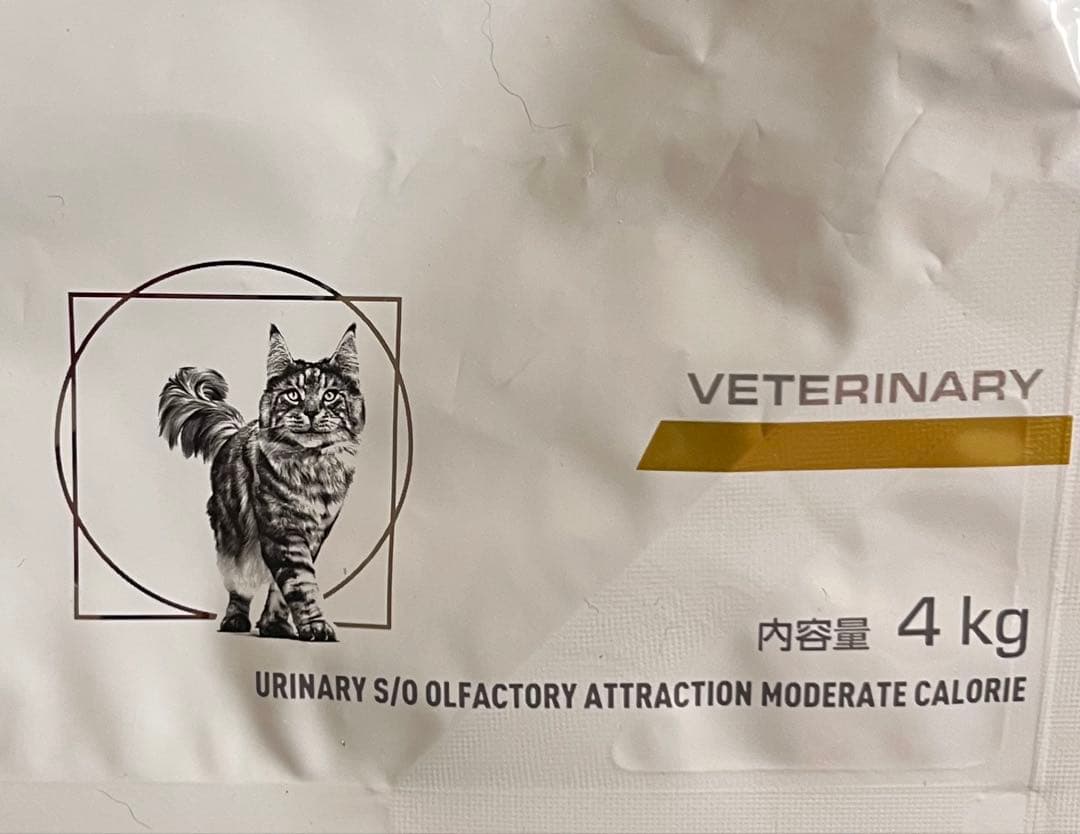 VETERINARY
内容量 4 kg
URINARY S/O OLFACTORY ATTRACTION MODERATE CALORIE